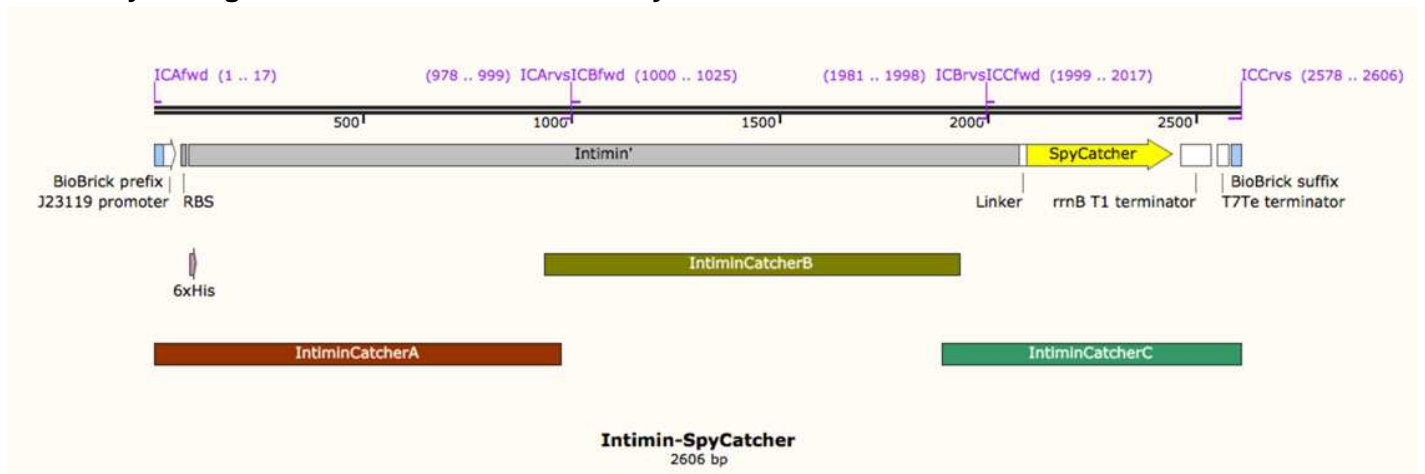 ICAfwd (1 .. 17)
(978 .. 999) ICArvsICBfwd (1000 .. 1025)
(1981 .. 1998) ICBrvsICCfwd (1999 .. 2017)
ICCrvs (2578 .. 2606)
500
1000
1500
2000
2500
Intimin'
SpyCatcher
BioBrick prefix
BioBrick suffix
J23119 promoter
RBS
Linker
rrnB T1 terminator
T7Te terminator
IntiminCatcherB
6xHis
IntiminCatcherA
IntiminCatcherC
Intimin-SpyCatcher
2606 bp